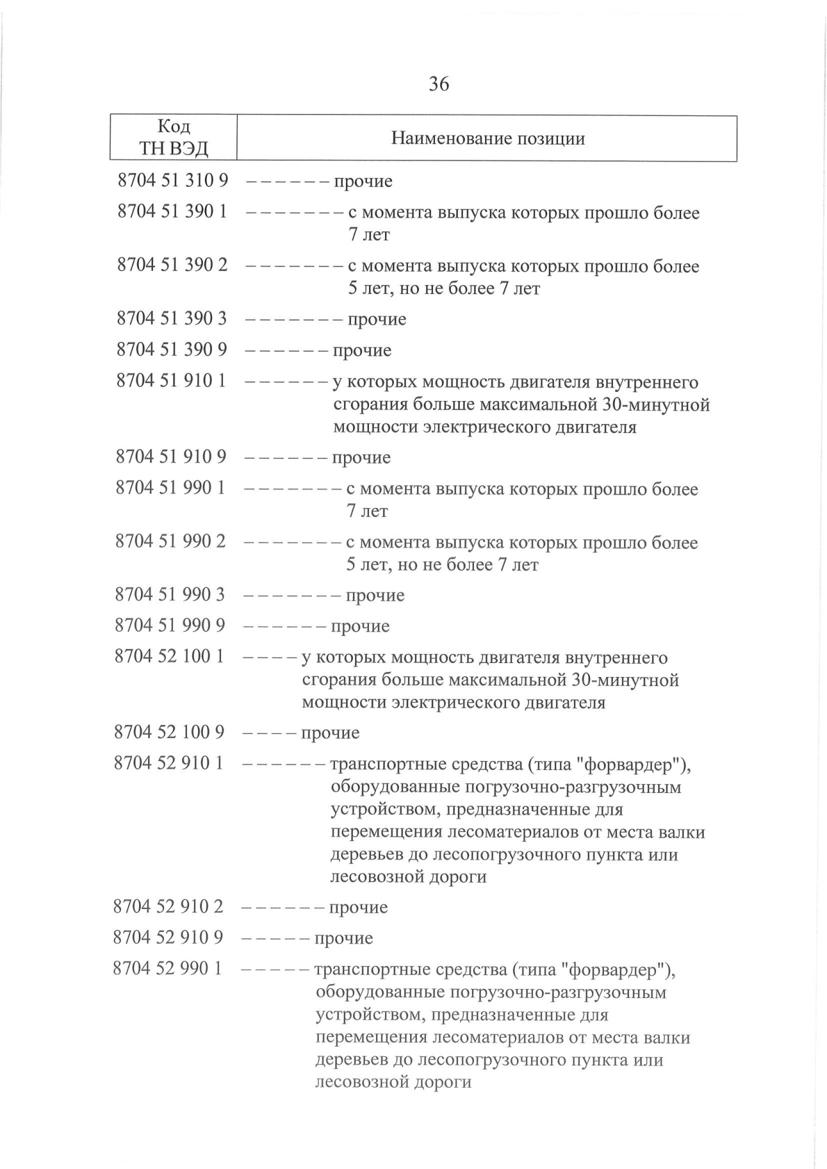 36
Код
ТН ВЭД
Наименование позиции
8704 51 310 9 – – – – – – прочие
8704 51 390 1 – – – – – – – с момента выпуска которых прошло более
7 лет
8704 51 390 2 – – – – – – – с момента выпуска которых прошло более
5 лет, но не более 7 лет
8704 51 390 3 – – – – – – – прочие
8704 51 390 9 – – – – – – прочие
8704 51 910 1 – – – – – – у которых мощность двигателя внутреннего
сгорания больше максимальной 30-минутной
мощности электрического двигателя
8704 51 910 9 – – – – – – прочие
8704 51 990 1 – – – – – – – с момента выпуска которых прошло более
7 лет
8704 51 990 2 – – – – – – – с момента выпуска которых прошло более
5 лет, но не более 7 лет
8704 51 990 3 – – – – – – – прочие
8704 51 990 9 – – – – – – прочие
8704 52 100 1 – – – – у которых мощность двигателя внутреннего
сгорания больше максимальной 30-минутной
мощности электрического двигателя
8704 52 100 9 – – – – прочие
8704 52 910 1 – – – – – – транспортные средства (типа "форвардер"),
оборудованные погрузочно-разгрузочным
устройством, предназначенные для
перемещения лесоматериалов от места валки
деревьев до лесопогрузочного пункта или
лесовозной дороги
8704 52 910 2 – – – – – – прочие
8704 52 910 9 – – – – – прочие
8704 52 990 1 – – – – – транспортные средства (типа "форвардер"),
оборудованные погрузочно-разгрузочным
устройством, предназначенные для
перемещения лесоматериалов от места валки
деревьев до лесопогрузочного пункта или
лесовозной дороги